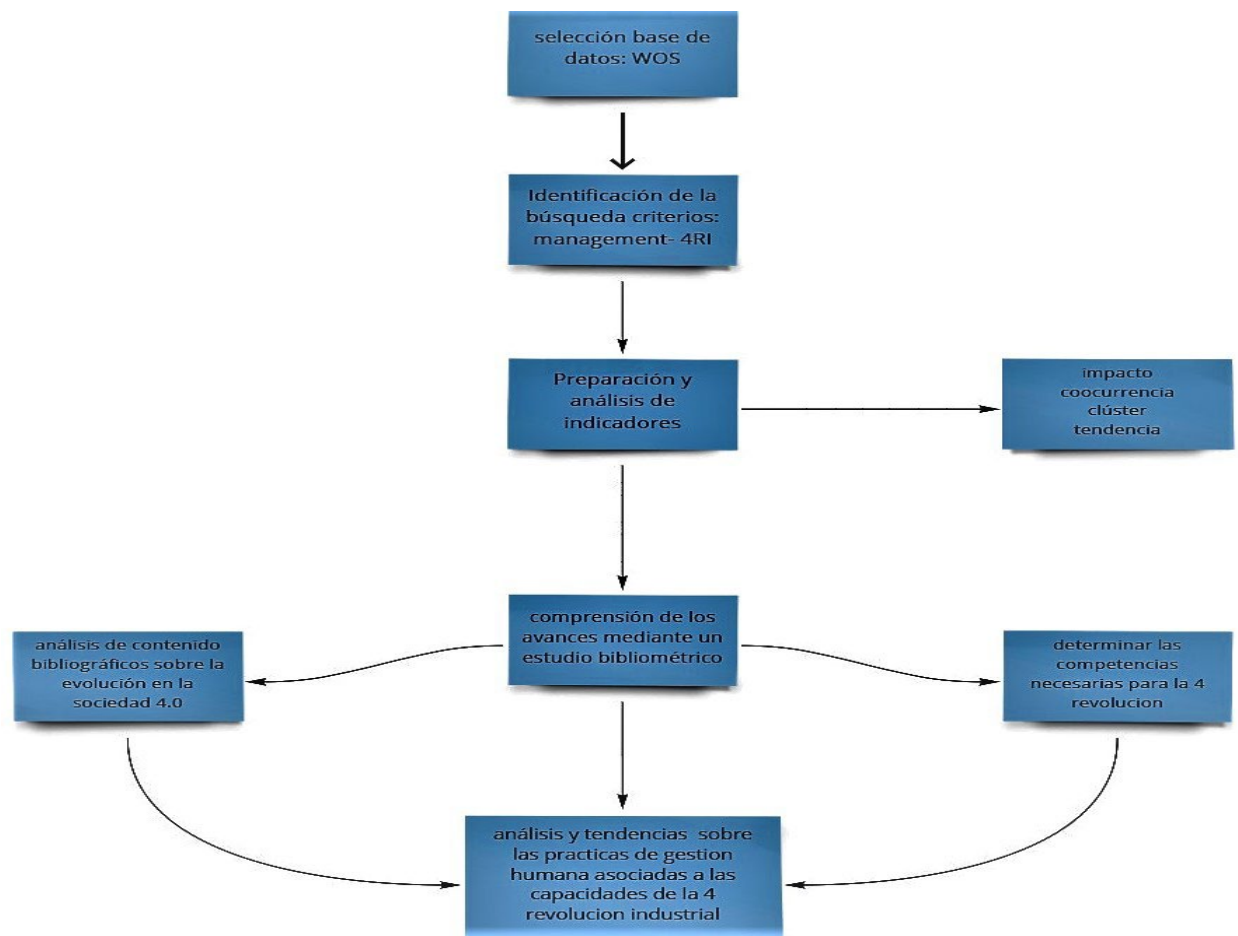 selección base de
datos: WOS
Identificación de la
búsqueda criterios:
management- 4RI
Preparación y
análisis de
indicadores
impacto
coocurrencia
clúster
tendencia
comprensión de los
avances mediante un
estudio bibliométrico
análisis de contenido
bibliográficos sobre la
evolución en la
sociedad 4.0
determinar las
competencias
necesarias para la 4
revolucion
análisis y tendencias sobre
las practicas de gestion
humana asociadas a las
capacidades de la 4
revolucion industrial